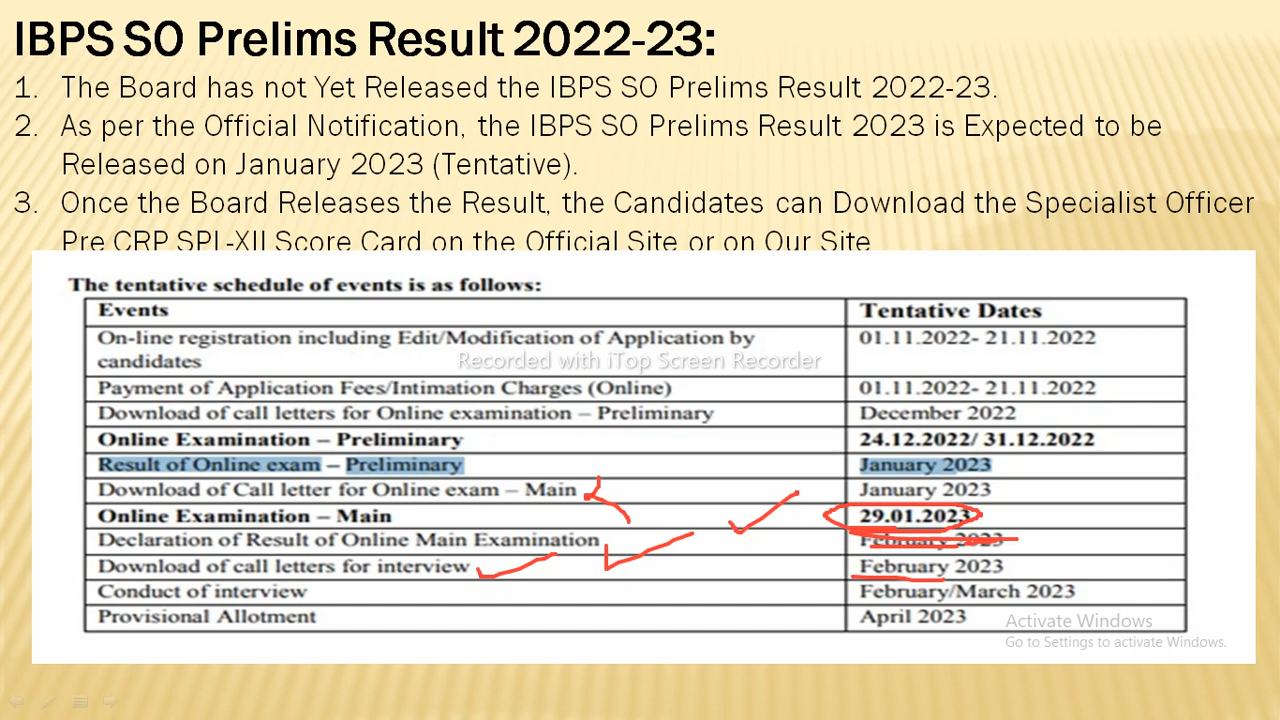 IBPS SO Prelims Result 2022-23:
1. The Board has not Yet Released the IBPS SO Prelims Result 2022-23.
2. As per the Official Notification, the IBPS SO Prelims Result 2023 is Expected to be
Released on January 2023 (Tentative).
3. Once the Board Releases the Result, the Candidates can Download the Specialist Officer
Pre CRP SPL-XII Score Card on the Official Site or on Our Site
The tentative schedule of events is as follows:
Events Tentative Dates
On-line registration including Edit/Modification of Application by 01.11.2022- 21.11.2022
candidates
Recorded with iTop Screen Recorder
Payment of Application Fees/Intimation Charges (Online) 01.11.2022- 21.11.2022
Download of call letters for Online examination – Preliminary December 2022
Online Examination – Preliminary 24.12.2022/ 31.12.2022
Result of Online exam – Preliminary January 2023
Download of Call letter for Online exam – Main January 2023
Online Examination – Main 29.01.2023
Declaration of Result of Online Main Examination February 2023
Download of call letters for interview February 2023
Conduct of interview February/March 2023
Provisional Allotment April 2023
Activate Windows
Go to Settings to activate Windows.